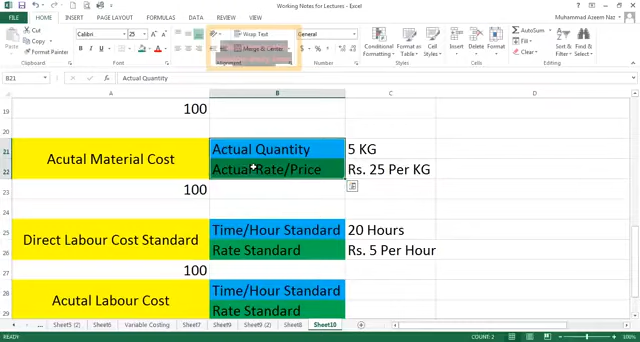 Working Notes for Lectures - Excel
FILE HOME INSERT PAGE LAYOUT FORMULAS DATA REVIEW VIEW
Muhammad Azeem Naz
Calibri 25
Cut
Copy
Format Painter
Paste
Clipboard
Font
Wrap Text
Merge & Center
Alignment
Number
Conditional Formatting
Format as Table
Cell Styles
Styles
Insert Delete Format
Cells
AutoSum
Fill
Clear
Sort & Filter
Find & Select
Editing
B21 Actual Quantity
A B C D
19 100
20
21 Acutal Material Cost Actual Quantity 5 KG
22 Actual Rate/Price Rs. 25 Per KG
23 100
24
25 Direct Labour Cost Standard Time/Hour Standard 20 Hours
26 Rate Standard Rs. 5 Per Hour
27 100
28 Acutal Labour Cost Time/Hour Standard
29 Rate Standard
... Sheet5 (2) Sheet6 Variable Costing Sheet7 Sheet9 Sheet9 (2) Sheet8 Sheet10
READY COUNT: 2 100%